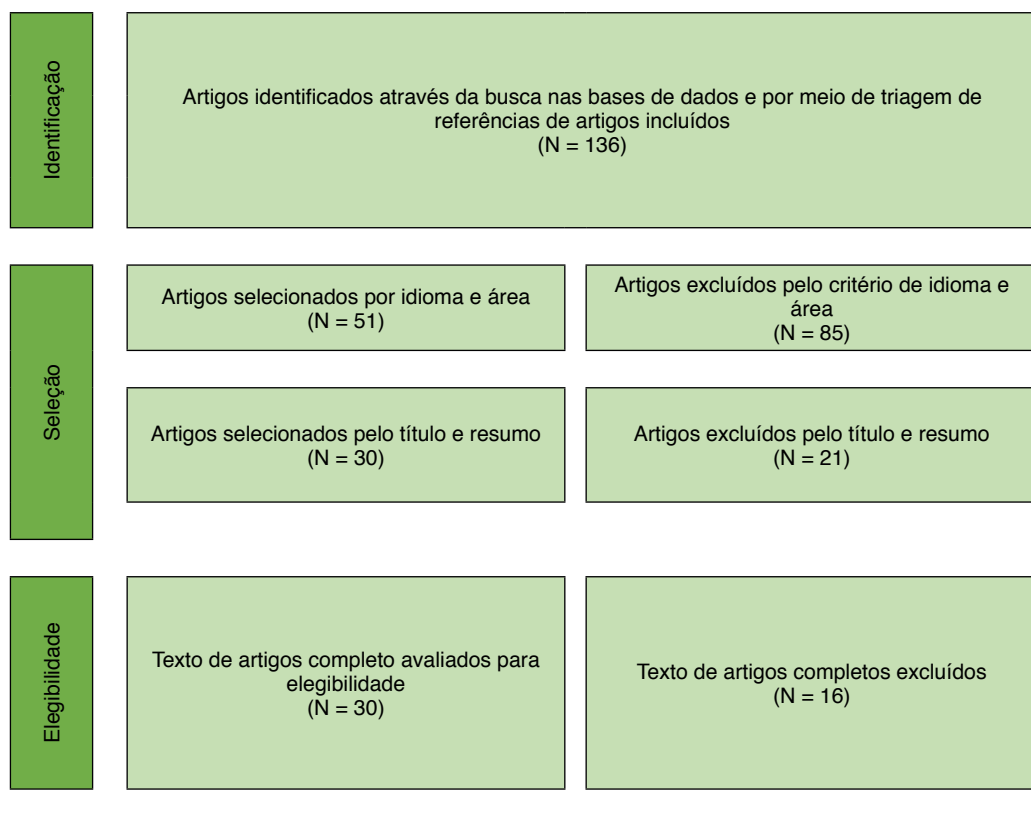 Identificação
Artigos identificados através da busca nas bases de dados e por meio de triagem de
referências de artigos incluídos
(N = 136)
Seleção
Artigos selecionados por idioma e área
(N = 51)
Artigos excluídos pelo critério de idioma e
área
(N = 85)
Artigos selecionados pelo título e resumo
(N = 30)
Artigos excluídos pelo título e resumo
(N = 21)
Elegibilidade
Texto de artigos completo avaliados para
elegibilidade
(N = 30)
Texto de artigos completos excluídos
(N = 16)